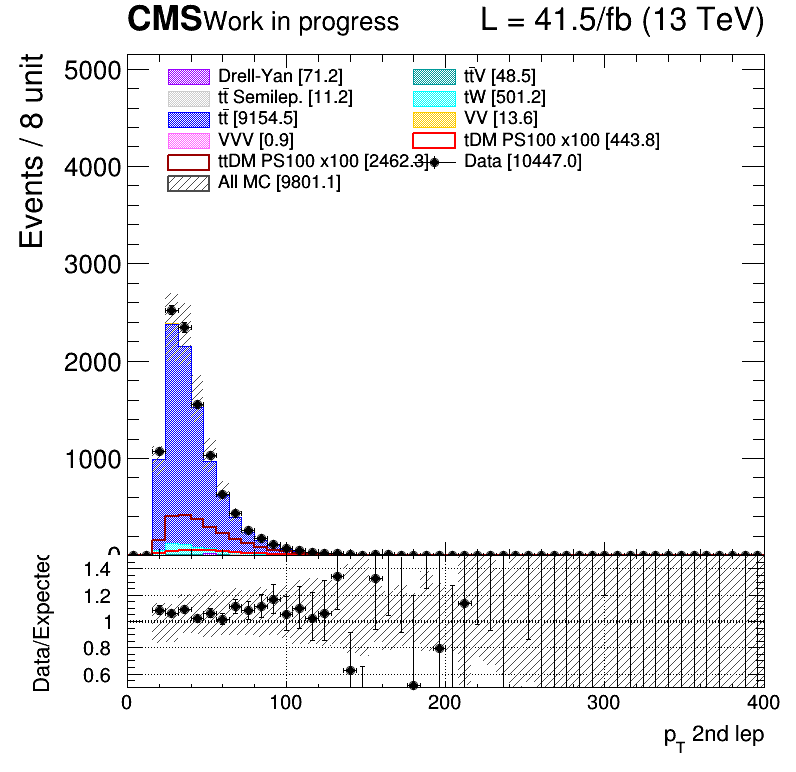 CMS Work in progress L = 41.5/fb (13 TeV)
Events / 8 unit
5000
4000
3000
2000
1000
0
Drell-Yan [71.2] tt̄V [48.5]
tt̄ Semilep. [11.2] tW [501.2]
tt̄ [9154.5] VV [13.6]
VVV [0.9] tDM PS100 x100 [443.8]
ttDM PS100 x100 [2462.3] Data [10447.0]
All MC [9801.1]
Data/Expected
1.4
1.2
1
0.8
0.6
0 100 200 300 400
pT 2nd lep